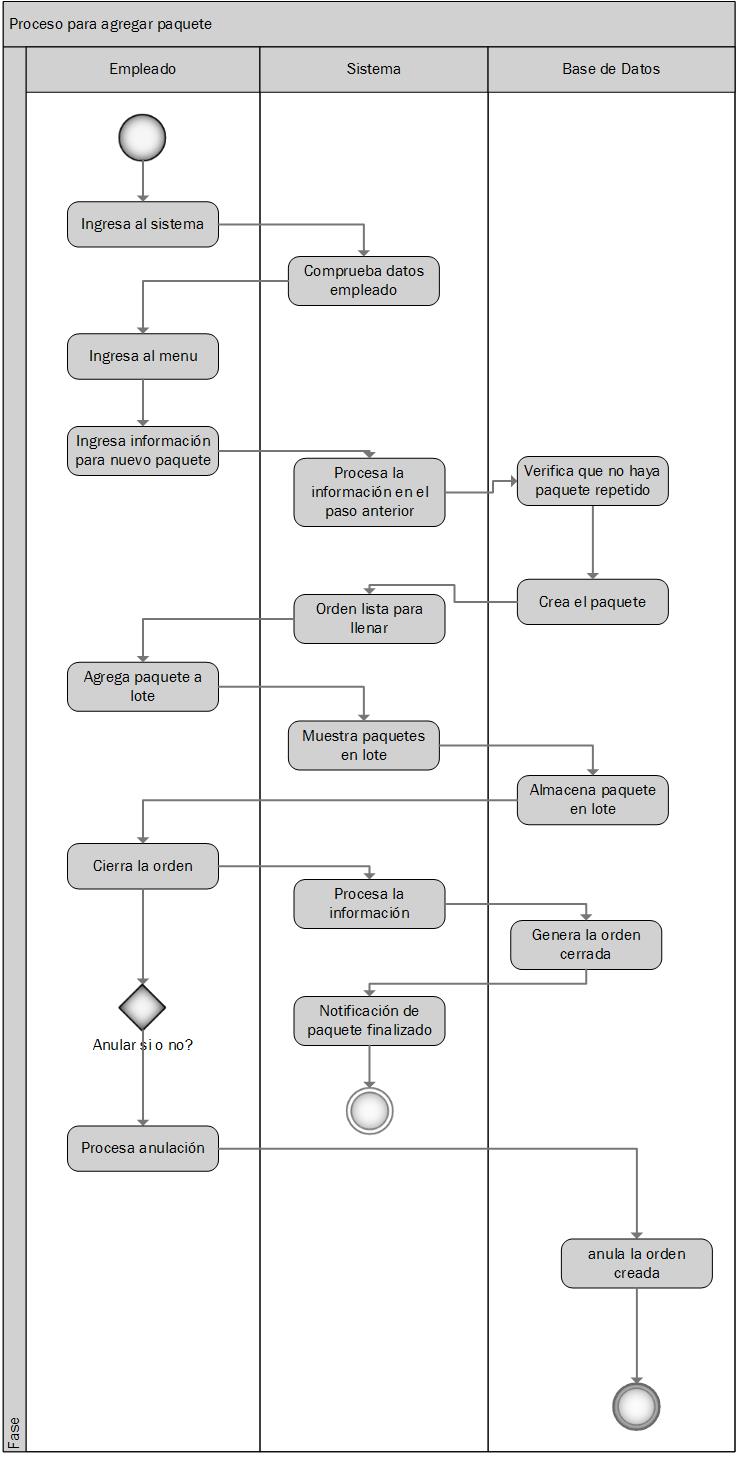 Proceso para agregar paquete
Empleado
Sistema
Base de Datos
Ingresa al sistema
Comprueba datos
empleado
Ingresa al menu
Ingresa información
para nuevo paquete
Procesa la
información en el
paso anterior
Verifica que no haya
paquete repetido
Crea el paquete
Orden lista para
llenar
Agrega paquete a
lote
Muestra paquetes
en lote
Almacena paquete
en lote
Cierra la orden
Procesa la
información
Genera la orden
cerrada
Notificación de
paquete finalizado
Anular si o no?
Procesa anulación
anula la orden
creada
Fase